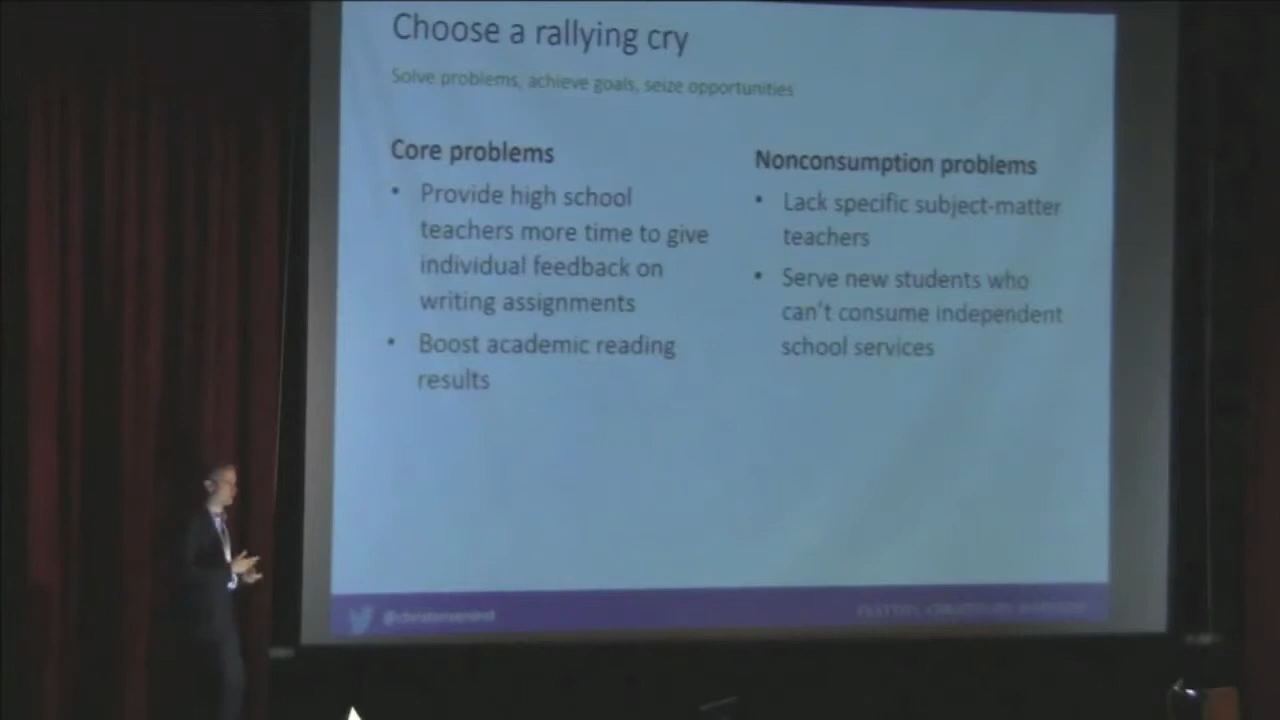 Choose a rallying cry
Solve problems, achieve goals, seize opportunities
Core problems
• Provide high school
teachers more time to give
individual feedback on
writing assignments
• Boost academic reading
results
Nonconsumption problems
• Lack specific subject-matter
teachers
• Serve new students who
can't consume independent
school services